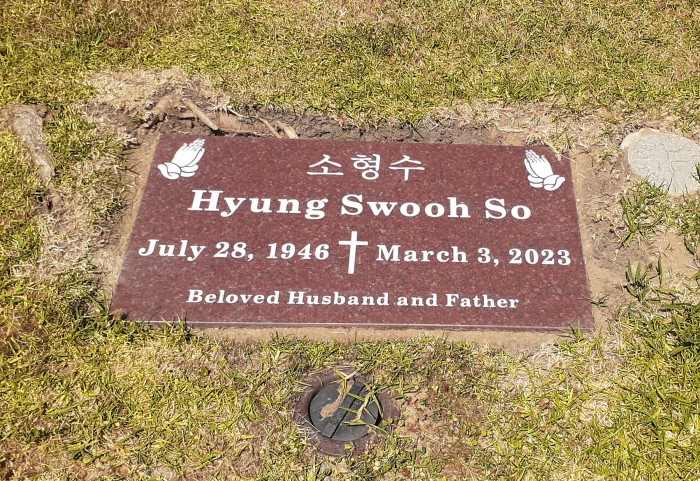 소형수
Hyung Swooh So
July 28, 1946 March 3, 2023
Beloved Husband and Father